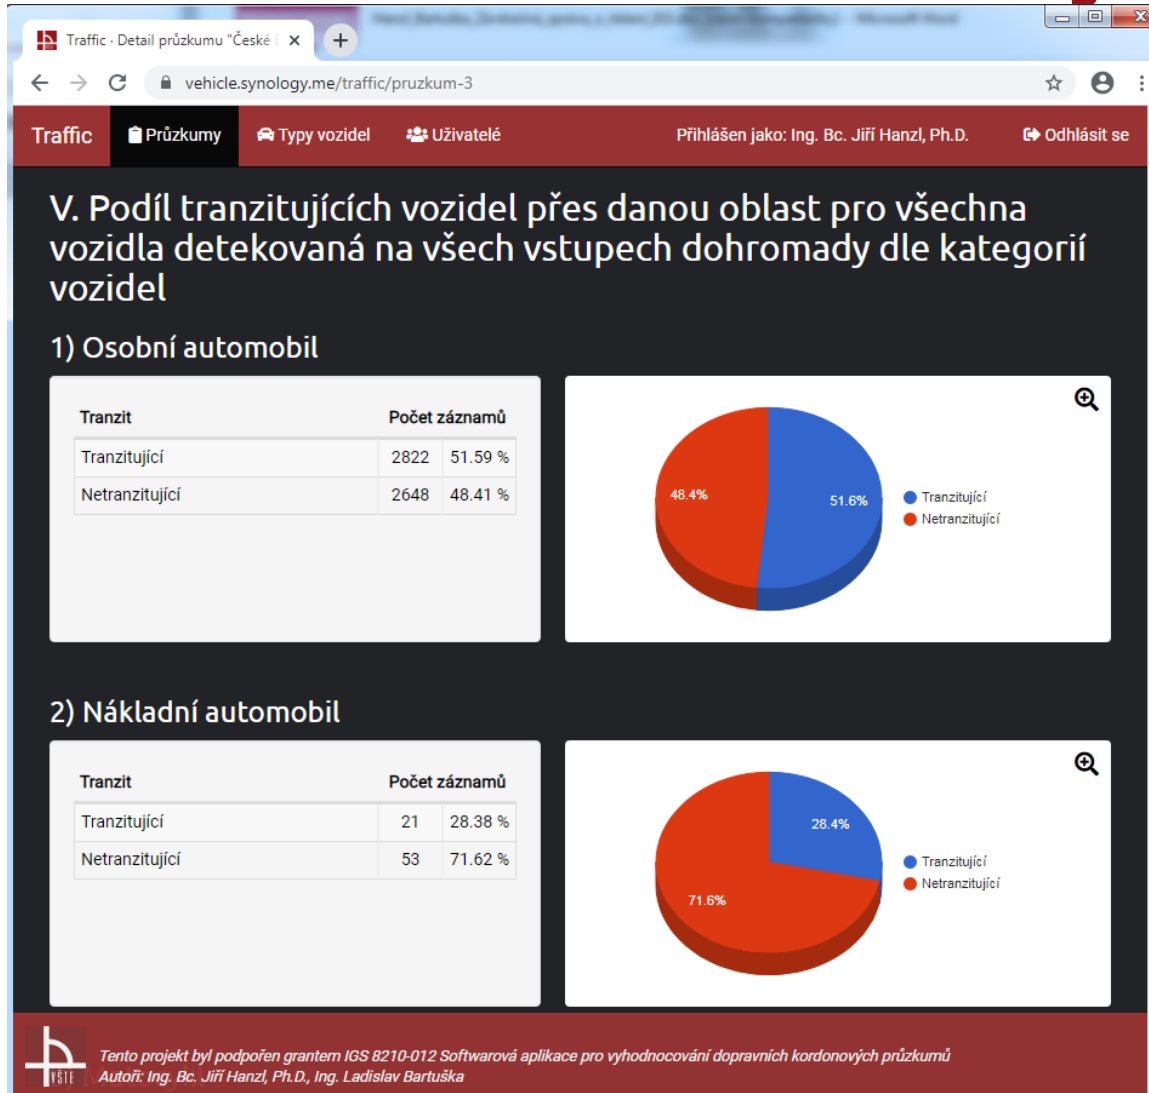 Traffic · Detail průzkumu "České
vehicle.synology.me/traffic/pruzkum-3
Traffic Průzkumy Typy vozidel Uživatelé Přihlášen jako: Ing. Bc. Jiří Hanzl, Ph.D. Odhlásit se
V. Podíl tranzitujících vozidel přes danou oblast pro všechna
vozidla detekovaná na všech vstupech dohromady dle kategorií
vozidel
1) Osobní automobil
Tranzit Počet záznamů
Tranzitující 2822 51.59 %
Netranzitující 2648 48.41 %
48.4%
51.6%
Tranzitující
Netranzitující
2) Nákladní automobil
Tranzit Počet záznamů
Tranzitující 21 28.38 %
Netranzitující 53 71.62 %
28.4%
71.6%
Tranzitující
Netranzitující
VŠTE
Tento projekt byl podpořen grantem IGS 8210-012 Softwarová aplikace pro vyhodnocování dopravních kordonových průzkumů
Autoři: Ing. Bc. Jiří Hanzl, Ph.D., Ing. Ladislav Bartuška